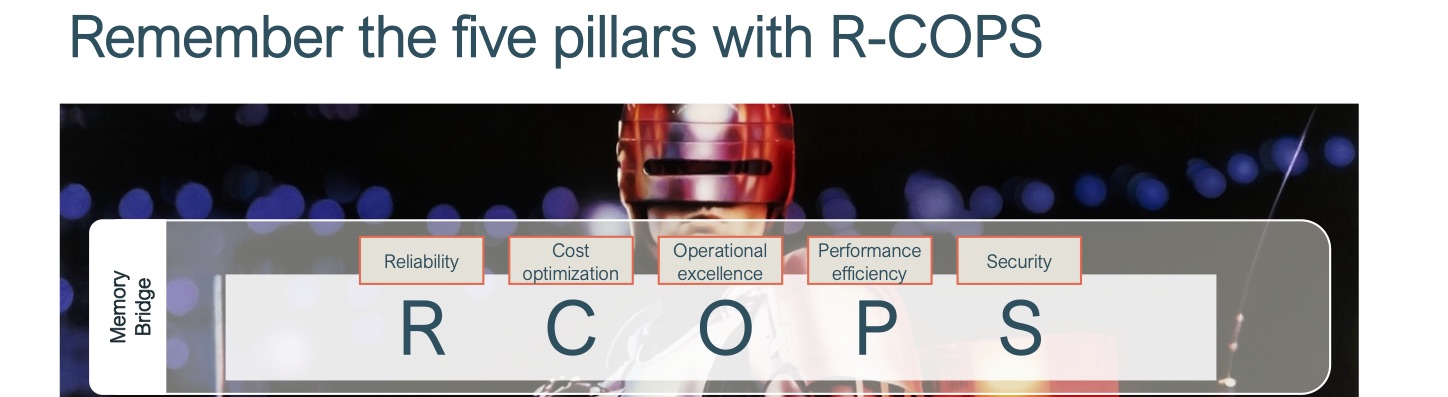 Remember the five pillars with R-COPS
Memory
Bridge
Reliability
Cost
optimization
Operational
excellence
Performance
efficiency
Security
R C O P S